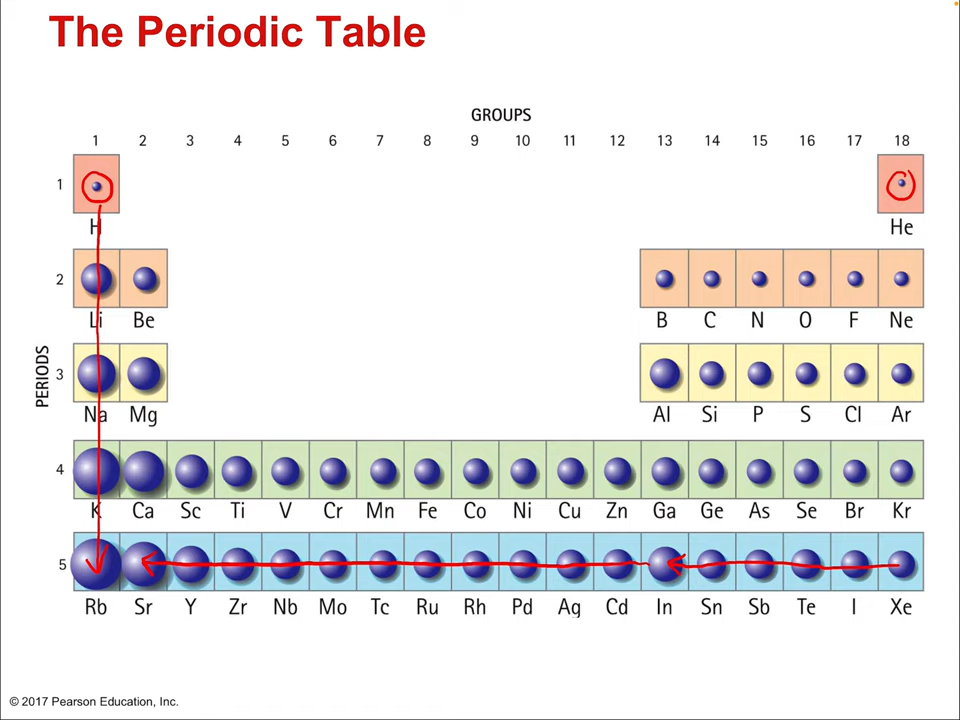 The Periodic Table
GROUPS
1 2 3 4 5 6 7 8 9 10 11 12 13 14 15 16 17 18
PERIODS
1
H He
2
Li Be B C N O F Ne
3
Na Mg Al Si P S Cl Ar
4
K Ca Sc Ti V Cr Mn Fe Co Ni Cu Zn Ga Ge As Se Br Kr
5
Rb Sr Y Zr Nb Mo Tc Ru Rh Pd Ag Cd In Sn Sb Te I Xe
© 2017 Pearson Education, Inc.